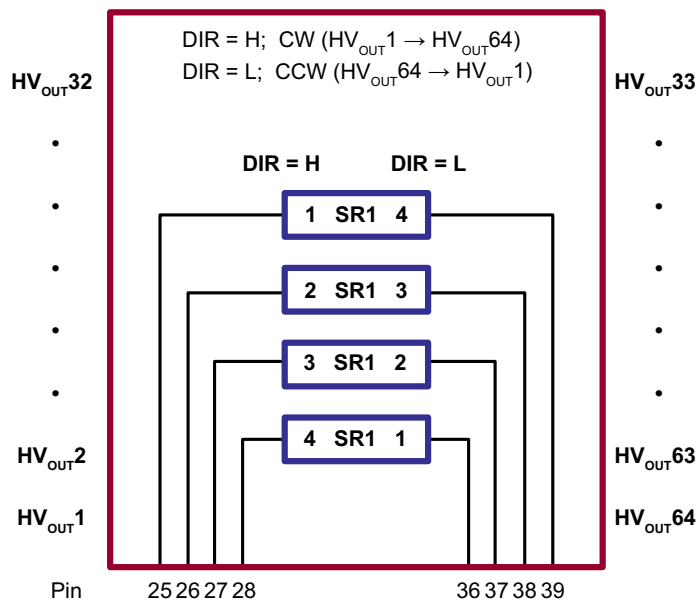 DIR = H; CW (HVOUT1 → HVOUT64)
DIR = L; CCW (HVOUT64 → HVOUT1)
HVOUT32 HVOUT33
DIR = H DIR = L
1 SR1 4
2 SR1 3
3 SR1 2
4 SR1 1
HVOUT2 HVOUT63
HVOUT1 HVOUT64
Pin 25 26 27 28 36 37 38 39